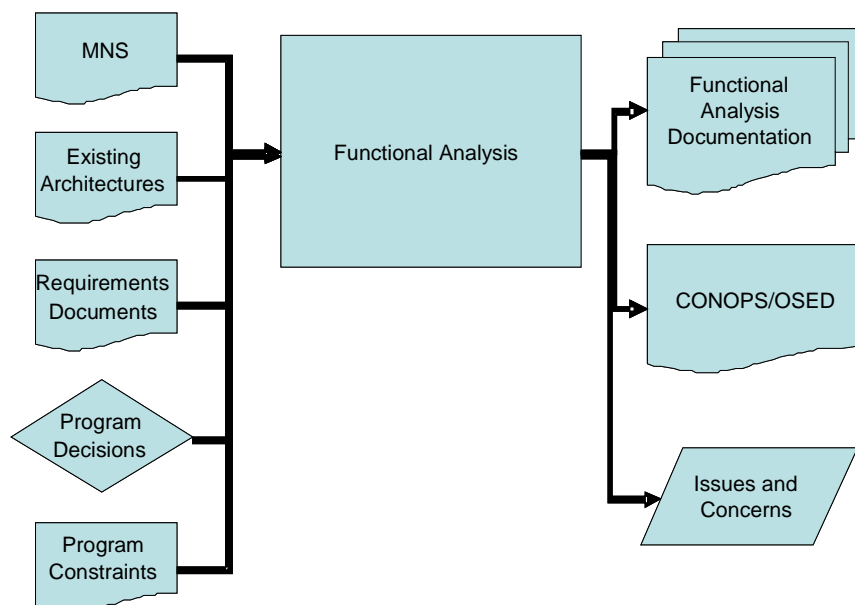 MNS
Existing
Architectures
Requirements
Documents
Program
Decisions
Program
Constraints
Functional Analysis
Functional
Analysis
Documentation
CONOPS/OSED
Issues and
Concerns